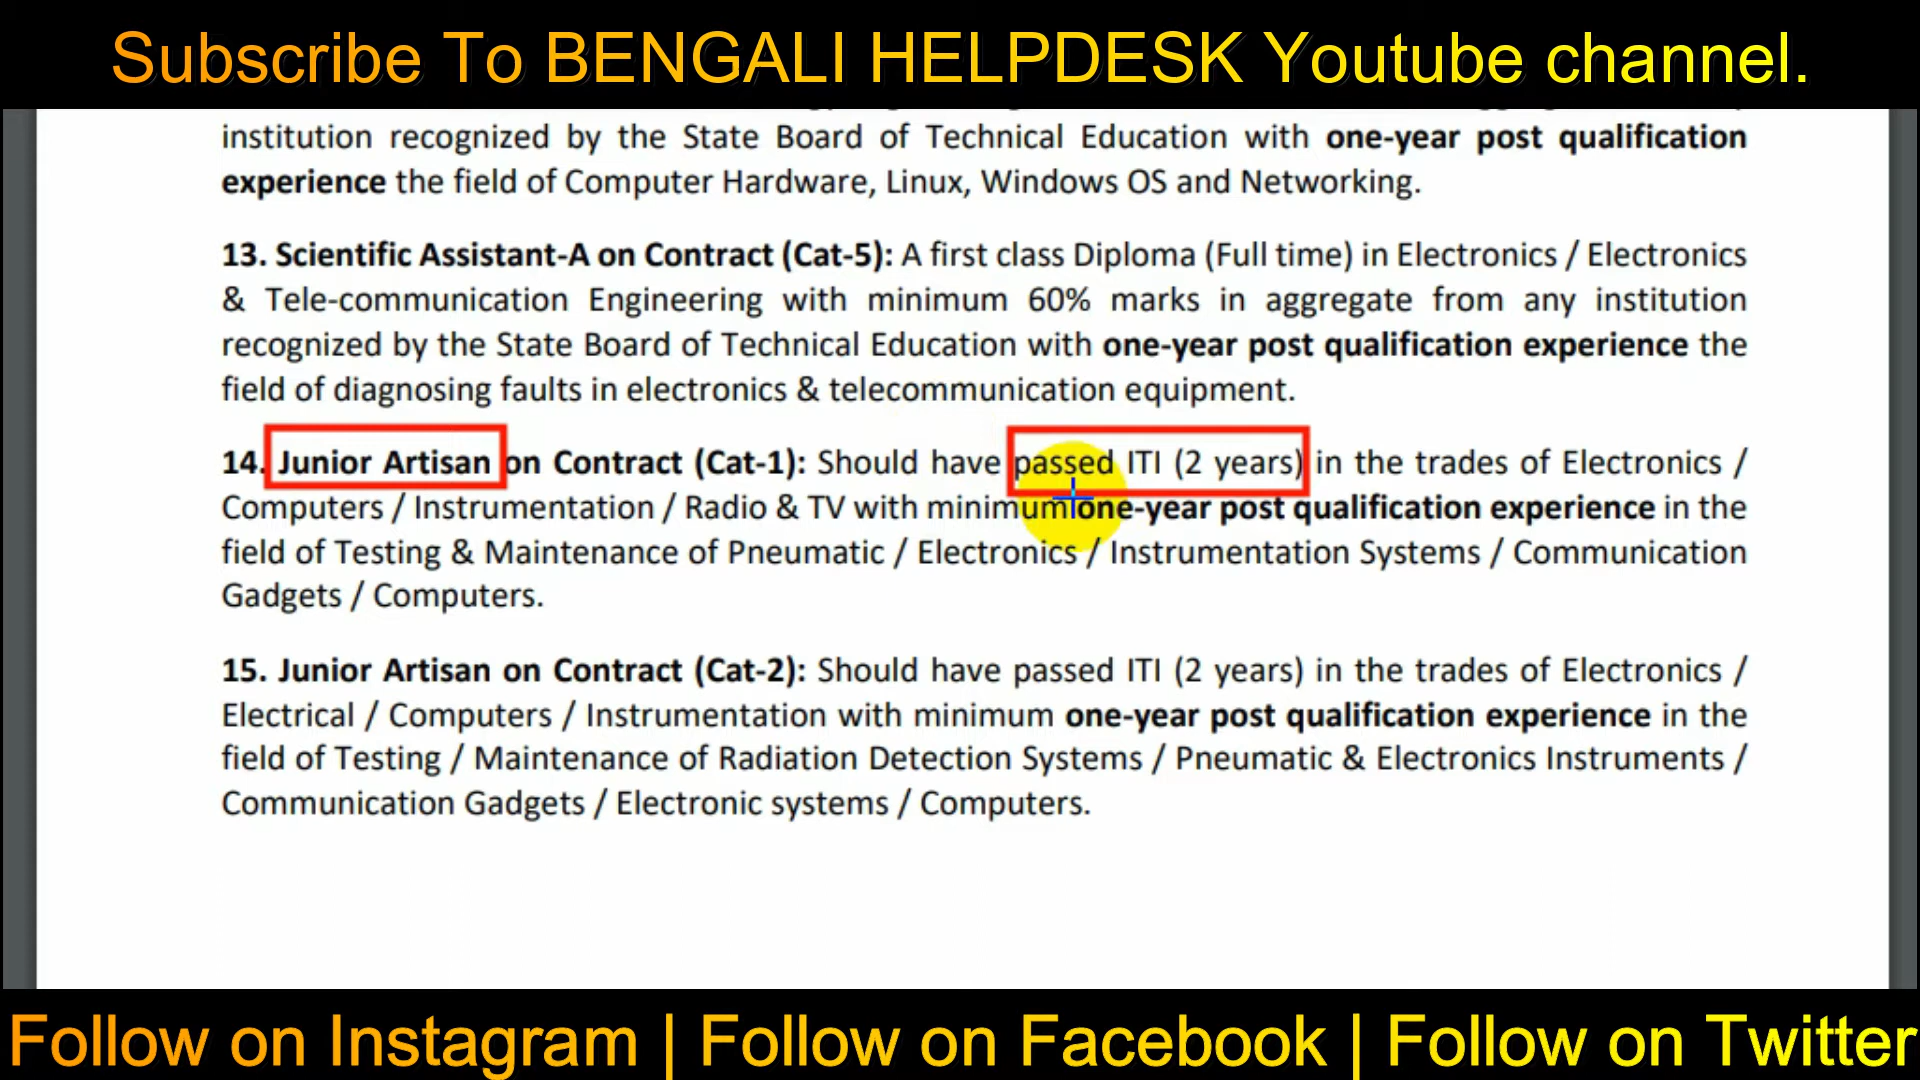 Subscribe To BENGALI HELPDESK Youtube channel.
institution recognized by the State Board of Technical Education with one-year post qualification
experience the field of Computer Hardware, Linux, Windows OS and Networking.
13. Scientific Assistant-A on Contract (Cat-5): A first class Diploma (Full time) in Electronics / Electronics
& Tele-communication Engineering with minimum 60% marks in aggregate from any institution
recognized by the State Board of Technical Education with one-year post qualification experience the
field of diagnosing faults in electronics & telecommunication equipment.
14. Junior Artisan on Contract (Cat-1): Should have passed ITI (2 years) in the trades of Electronics /
Computers / Instrumentation / Radio & TV with minimum one-year post qualification experience in the
field of Testing & Maintenance of Pneumatic / Electronics / Instrumentation Systems / Communication
Gadgets / Computers.
15. Junior Artisan on Contract (Cat-2): Should have passed ITI (2 years) in the trades of Electronics /
Electrical / Computers / Instrumentation with minimum one-year post qualification experience in the
field of Testing / Maintenance of Radiation Detection Systems / Pneumatic & Electronics Instruments /
Communication Gadgets / Electronic systems / Computers.
Follow on Instagram | Follow on Facebook | Follow on Twitter